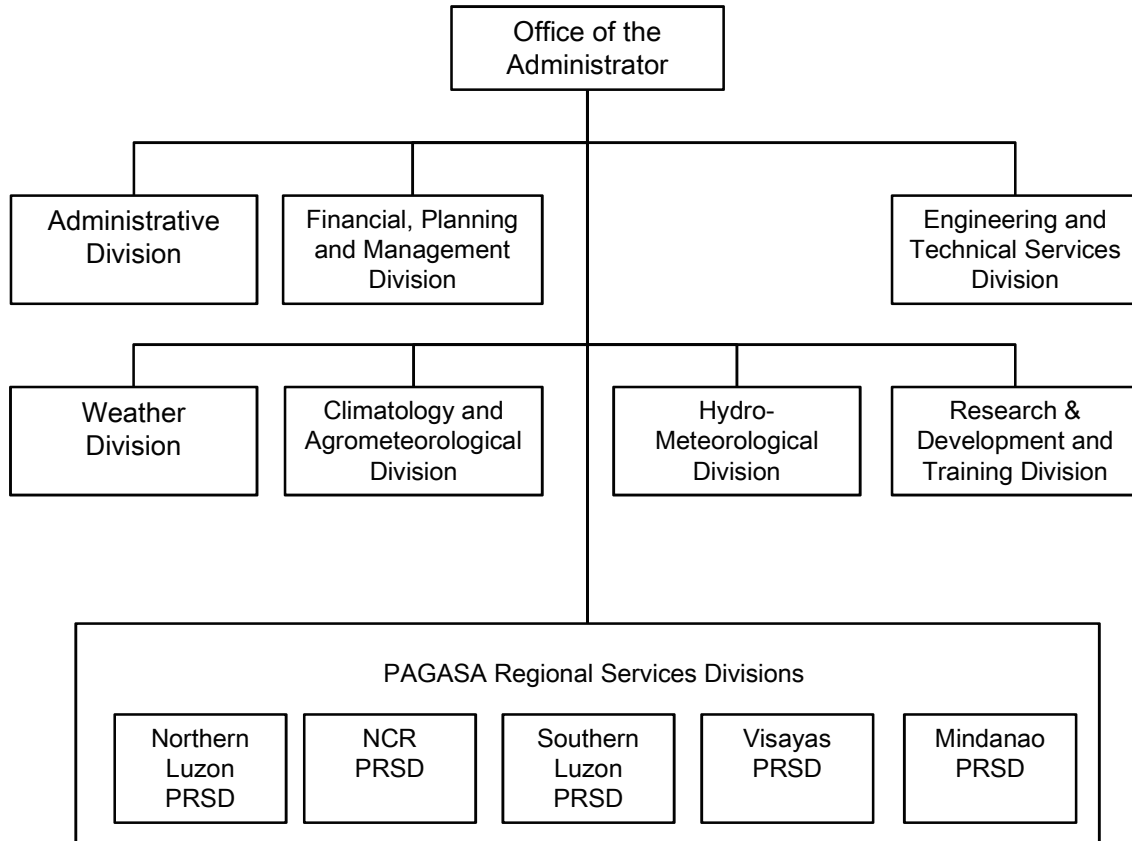 Office of the
Administrator
Administrative
Division
Financial, Planning
and Management
Division
Engineering and
Technical Services
Division
Weather
Division
Climatology and
Agrometeorological
Division
Hydro-
Meteorological
Division
Research &
Development and
Training Division
PAGASA Regional Services Divisions
Northern
Luzon
PRSD
NCR
PRSD
Southern
Luzon
PRSD
Visayas
PRSD
Mindanao
PRSD